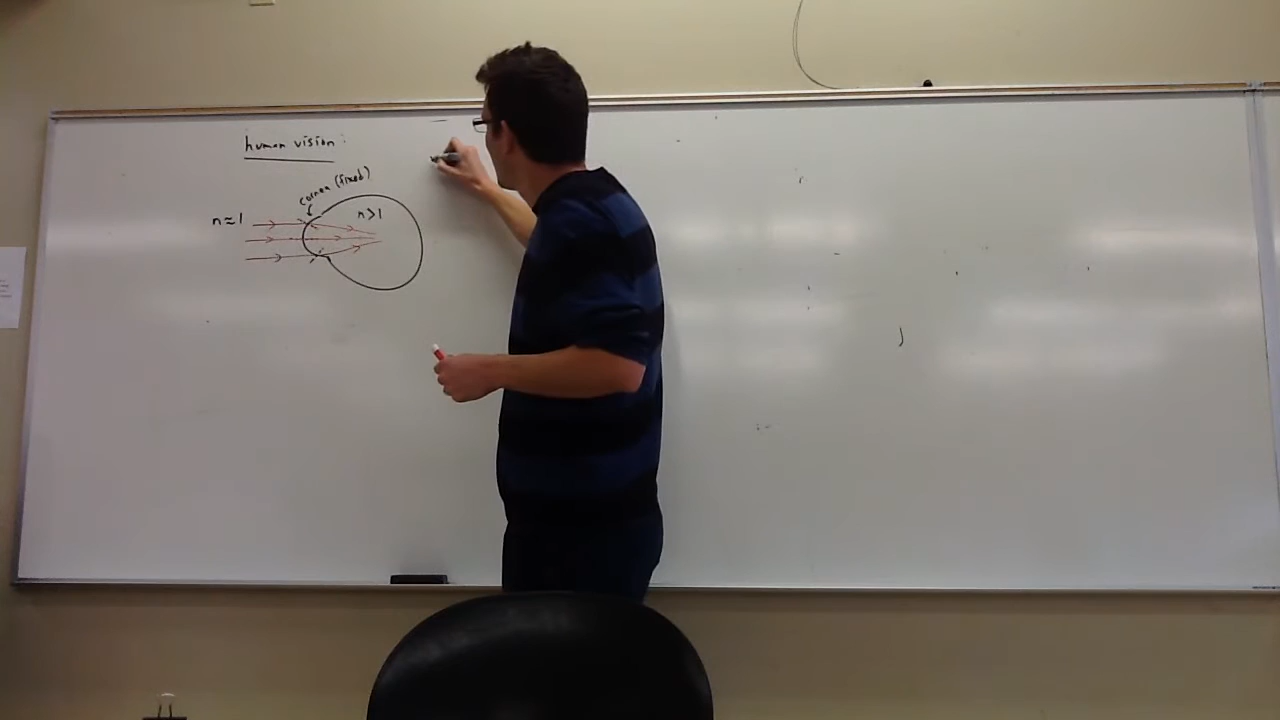 human vision:
cornea (fixed)
n≈1
n>1